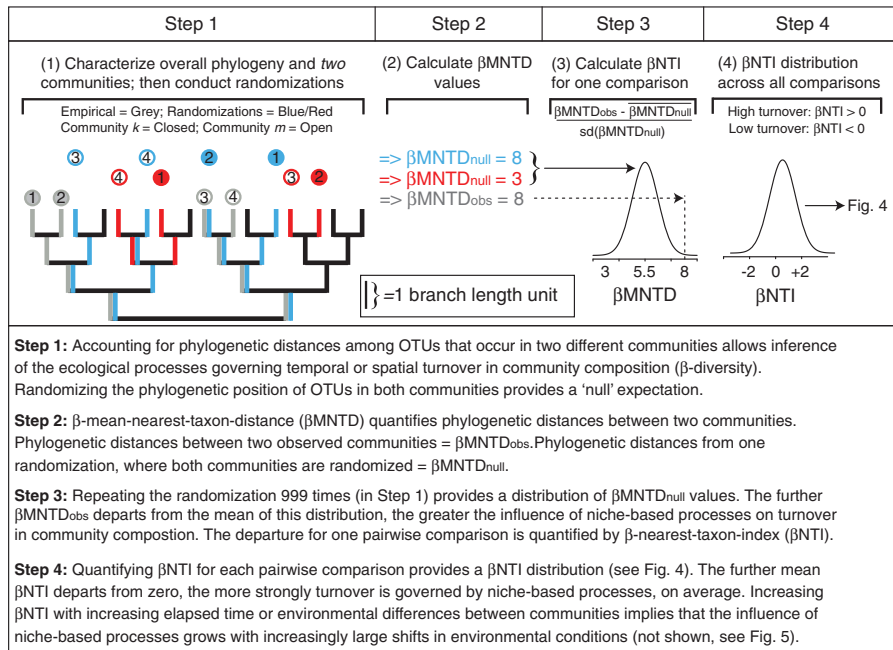 Step 1
Step 2
Step 3
Step 4
(1) Characterize overall phylogeny and two
communities; then conduct randomizations
Empirical = Grey; Randomizations = Blue/Red
Community k = Closed; Community m = Open
3
4
2
1
4
1
3
2
1
2
3
4
(2) Calculate βMNTD
values
=> βMNTDnull = 8
=> βMNTDnull = 3
=> βMNTDobs = 8
=1 branch length unit
(3) Calculate βNTI
for one comparison
βMNTDobs - βMNTDnull
sd(βMNTDnull)
3 5.5 8
βMNTD
(4) βNTI distribution
across all comparisons
High turnover: βNTI > 0
Low turnover: βNTI < 0
Fig. 4
-2 0 +2
βNTI
Step 1: Accounting for phylogenetic distances among OTUs that occur in two different communities allows inference
of the ecological processes governing temporal or spatial turnover in community composition (β-diversity).
Randomizing the phylogenetic position of OTUs in both communities provides a 'null' expectation.
Step 2: β-mean-nearest-taxon-distance (βMNTD) quantifies phylogenetic distances between two communities.
Phylogenetic distances between two observed communities = βMNTDobs.Phylogenetic distances from one
randomization, where both communities are randomized = βMNTDnull.
Step 3: Repeating the randomization 999 times (in Step 1) provides a distribution of βMNTDnull values. The further
βMNTDobs departs from the mean of this distribution, the greater the influence of niche-based processes on turnover
in community compostion. The departure for one pairwise comparison is quantified by β-nearest-taxon-index (βNTI).
Step 4: Quantifying βNTI for each pairwise comparison provides a βNTI distribution (see Fig. 4). The further mean
βNTI departs from zero, the more strongly turnover is governed by niche-based processes, on average. Increasing
βNTI with increasing elapsed time or environmental differences between communities implies that the influence of
niche-based processes grows with increasingly large shifts in environmental conditions (not shown, see Fig. 5).